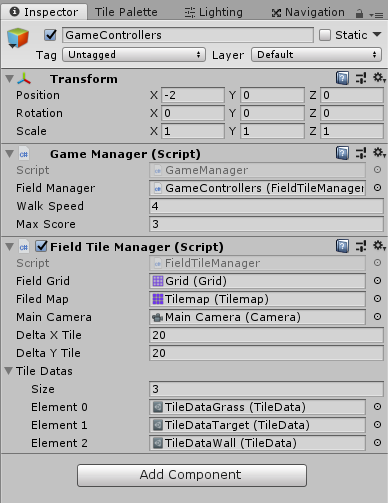 Inspector Tile Palette Lighting Navigation
GameControllers Static
Tag Untagged Layer Default
Transform
Position X -2 Y 0 Z 0
Rotation X 0 Y 0 Z 0
Scale X 1 Y 1 Z 1
c# Game Manager (Script)
Script GameManager
Field Manager GameControllers (FieldTileManager
Walk Speed 4
Max Score 3
c# Field Tile Manager (Script)
Script FieldTileManager
Field Grid Grid (Grid)
Filed Map Tilemap (Tilemap)
Main Camera Main Camera (Camera)
Delta X Tile 20
Delta Y Tile 20
Tile Datas
Size 3
Element 0 TileDataGrass (TileData)
Element 1 TileDataTarget (TileData)
Element 2 TileDataWall (TileData)
Add Component